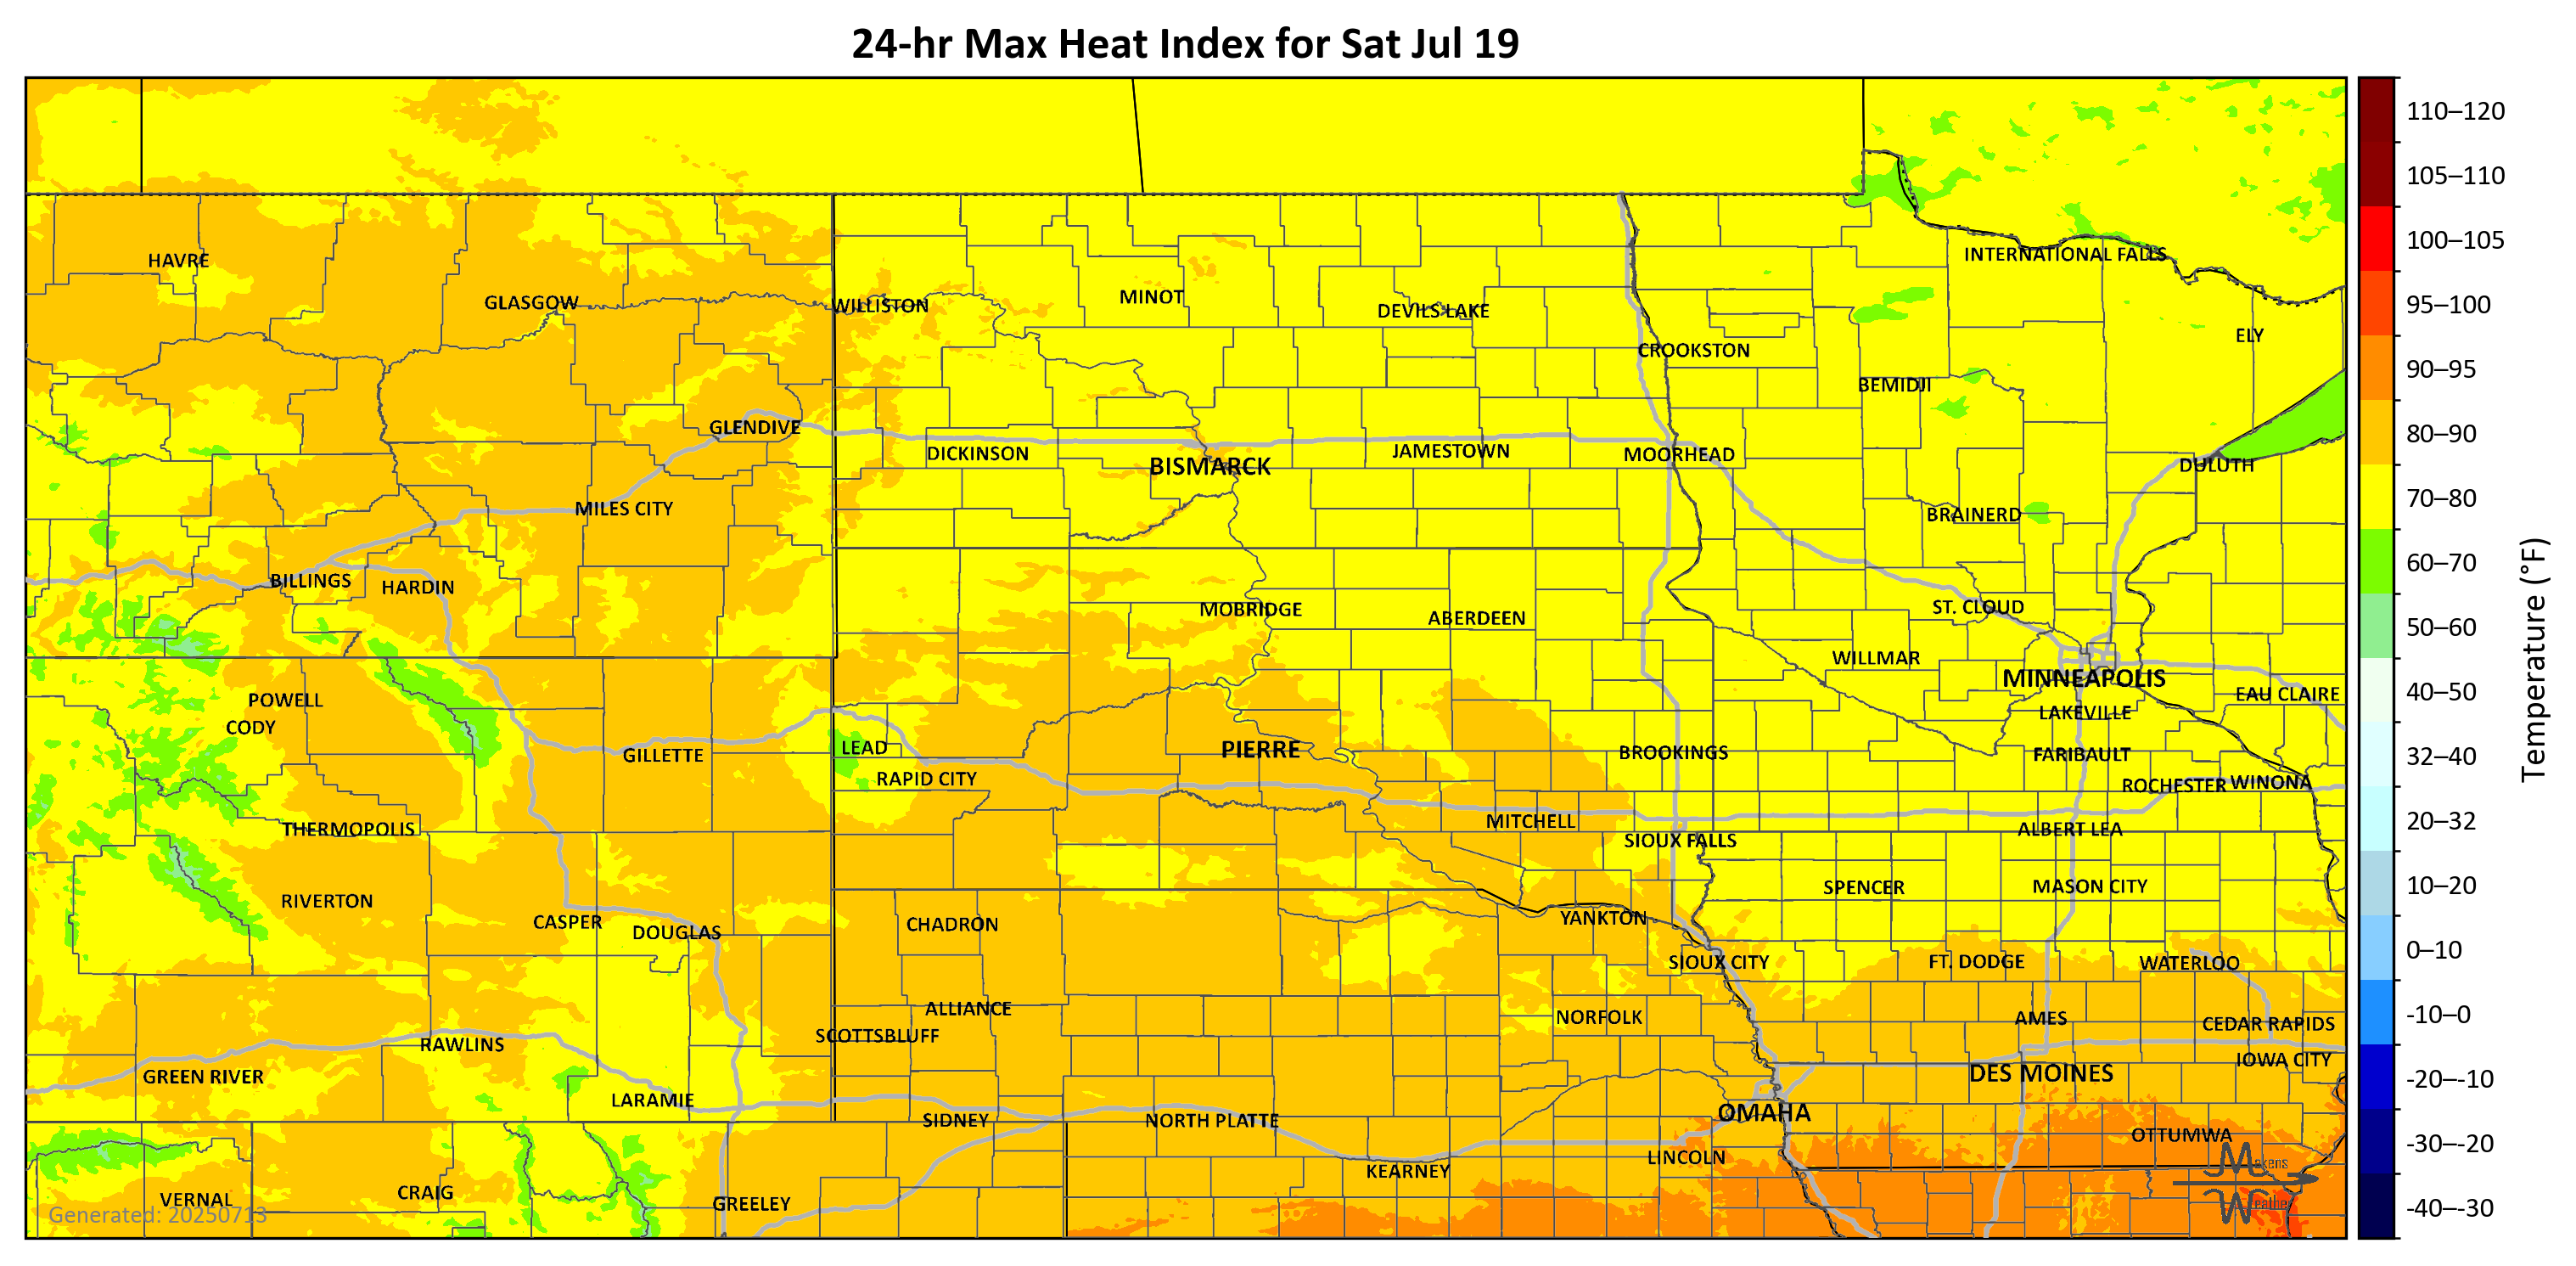 24-hr Max Heat Index for Sat Jul 19
110–120
105–110
100–105
95–100
90–95
80–90
70–80
60–70
50–60
40–50
32–40
20–32
10–20
0–10
-10–0
-20–-10
-30–-20
-40–-30
Temperature (°F)
HAVRE
INTERNATIONAL FALLS
GLASGOW
WILLISTON
MINOT
DEVILS LAKE
ELY
CROOKSTON
BEMIDJI
GLENDIVE
DICKINSON
BISMARCK
JAMESTOWN
MOORHEAD
DULUTH
MILES CITY
BRAINERD
BILLINGS
HARDIN
MOBRIDGE
ABERDEEN
ST. CLOUD
WILLMAR
MINNEAPOLIS
POWELL
EAU CLAIRE
CODY
LAKEVILLE
GILLETTE
LEAD
PIERRE
BROOKINGS
FARIBAULT
RAPID CITY
ROCHESTER
WINONA
THERMOPOLIS
MITCHELL
SIOUX FALLS
ALBERT LEA
RIVERTON
SPENCER
MASON CITY
CASPER
DOUGLAS
CHADRON
YANKTON
SIOUX CITY
FT. DODGE
WATERLOO
ALLIANCE
NORFOLK
AMES
CEDAR RAPIDS
SCOTTSBLUFF
RAWLINS
IOWA CITY
GREEN RIVER
DES MOINES
LARAMIE
SIDNEY
NORTH PLATTE
OMAHA
OTTUMWA
LINCOLN
KEARNEY
VERNAL
CRAIG
GREELEY
Makens
Weather
Generated: 20250713